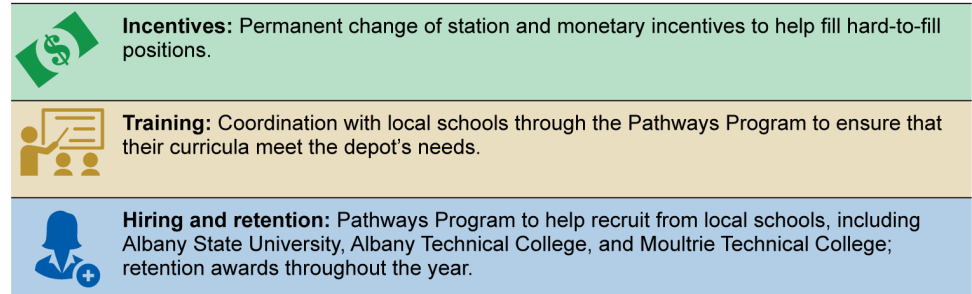 Incentives: Permanent change of station and monetary incentives to help fill hard-to-fill
positions.
Training: Coordination with local schools through the Pathways Program to ensure that
their curricula meet the depot's needs.
Hiring and retention: Pathways Program to help recruit from local schools, including
Albany State University, Albany Technical College, and Moultrie Technical College;
retention awards throughout the year.